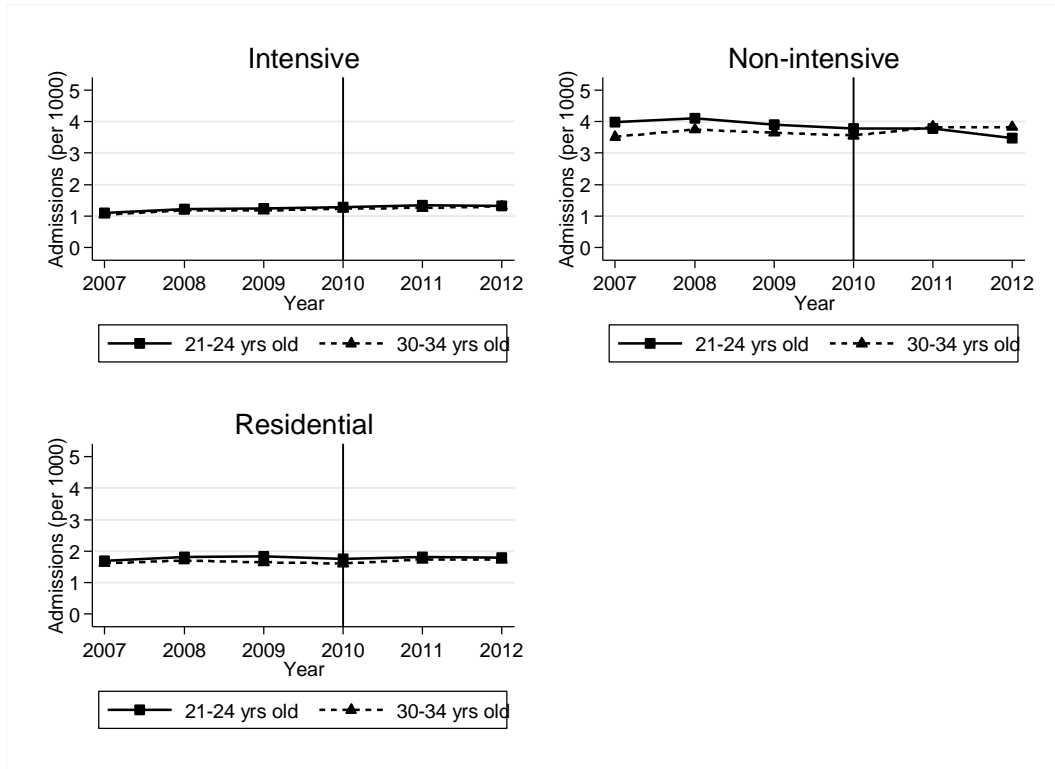 Intensive
Admissions (per 1000)
5
4
3
2
1
0
2007 2008 2009 2010 2011 2012
Year
21-24 yrs old 30-34 yrs old
Non-intensive
Admissions (per 1000)
5
4
3
2
1
0
2007 2008 2009 2010 2011 2012
Year
21-24 yrs old 30-34 yrs old
Residential
Admissions (per 1000)
5
4
3
2
1
0
2007 2008 2009 2010 2011 2012
Year
21-24 yrs old 30-34 yrs old